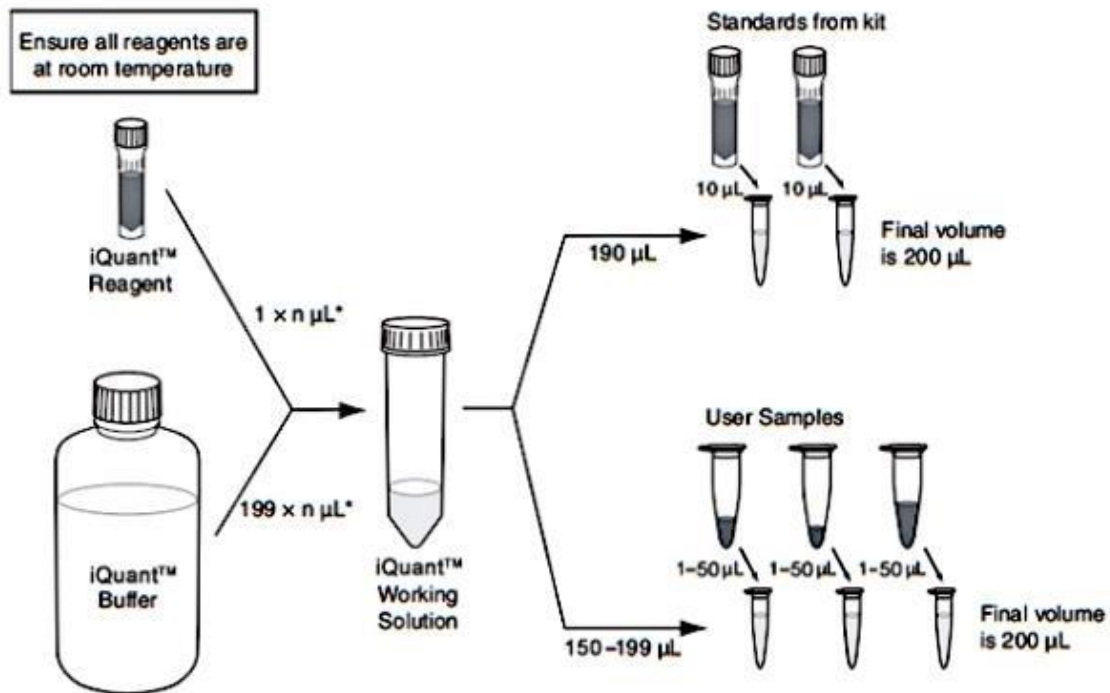 Ensure all reagents are
at room temperature
iQuant™
Reagent
1 × n µL*
iQuant™
Buffer
199 × n µL*
iQuant™
Working
Solution
Standards from kit
10 µL
10 µL
190 µL
Final volume
is 200 µL
User Samples
1–50 µL
1–50 µL
1–50 µL
150–199 µL
Final volume
is 200 µL